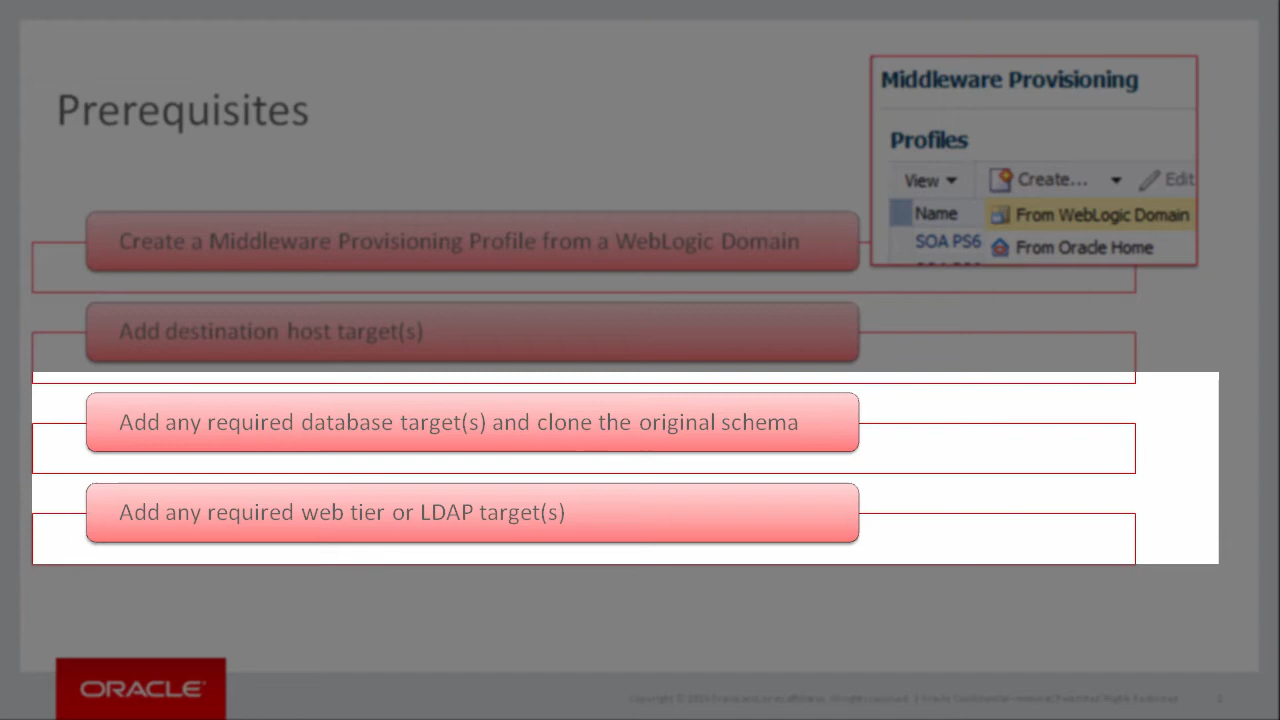 Prerequisites
Middleware Provisioning
Profiles
View
Create...
Edit
Name
From WebLogic Domain
SOA PS6
From Oracle Home
Create a Middleware Provisioning Profile from a WebLogic Domain
Add destination host target(s)
Add any required database target(s) and clone the original schema
Add any required web tier or LDAP target(s)
ORACLE